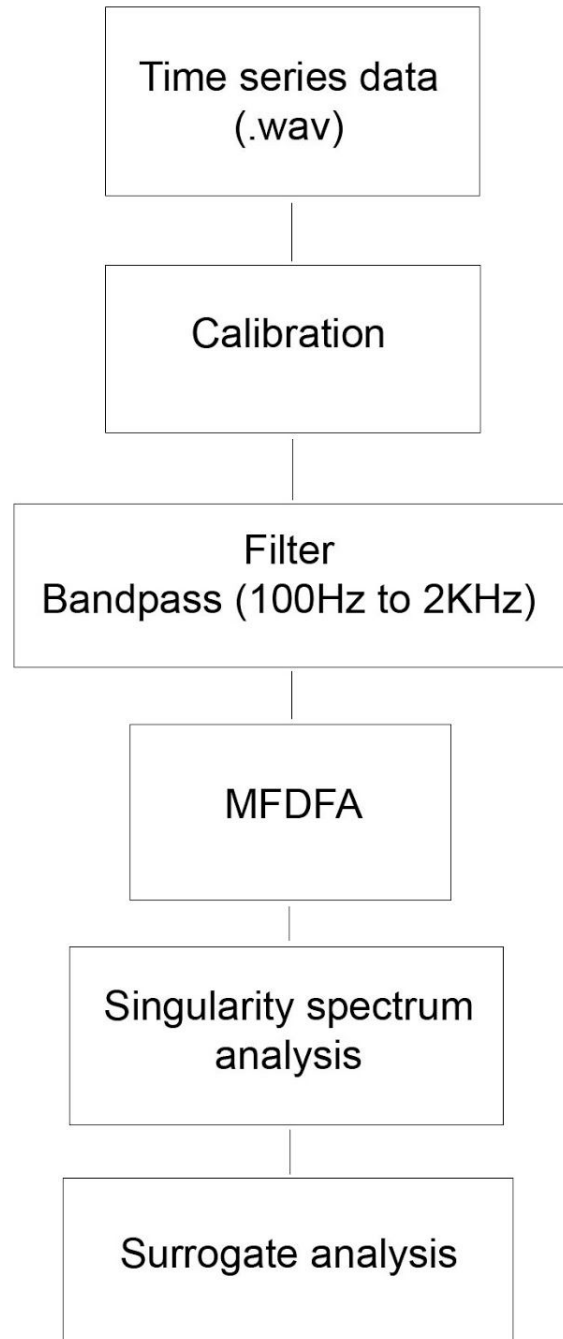 Time series data
(.wav)
Calibration
Filter
Bandpass (100Hz to 2KHz)
MFDFA
Singularity spectrum
analysis
Surrogate analysis